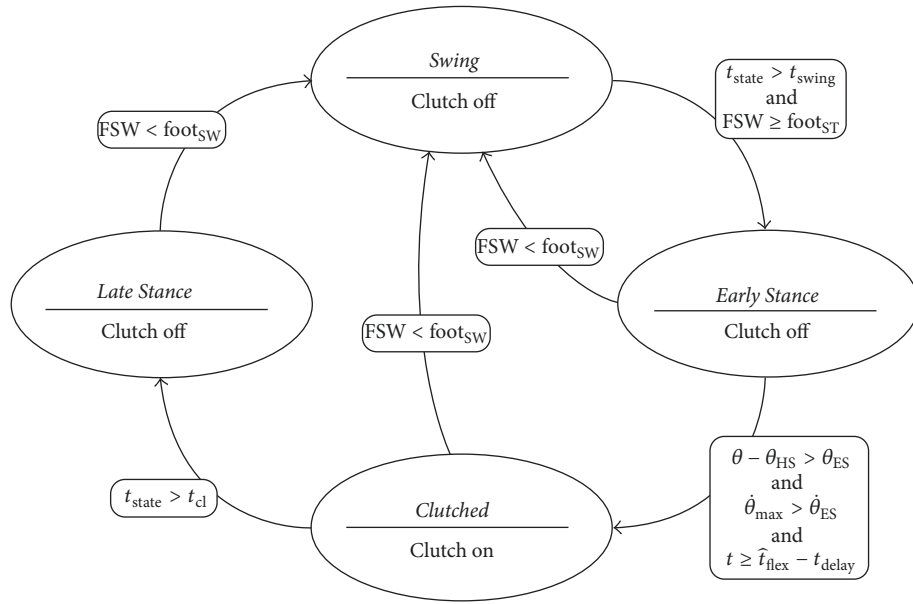 Swing
Clutch off
t_state > t_swing
and
FSW ≥ foot_ST
FSW < foot_SW
FSW < foot_SW
Late Stance
Clutch off
Early Stance
Clutch off
FSW < foot_SW
θ − θ_HS > θ_ES
and
θ̇_max > θ̇_ES
and
t ≥ t̂_flex − t_delay
t_state > t_cl
Clutched
Clutch on